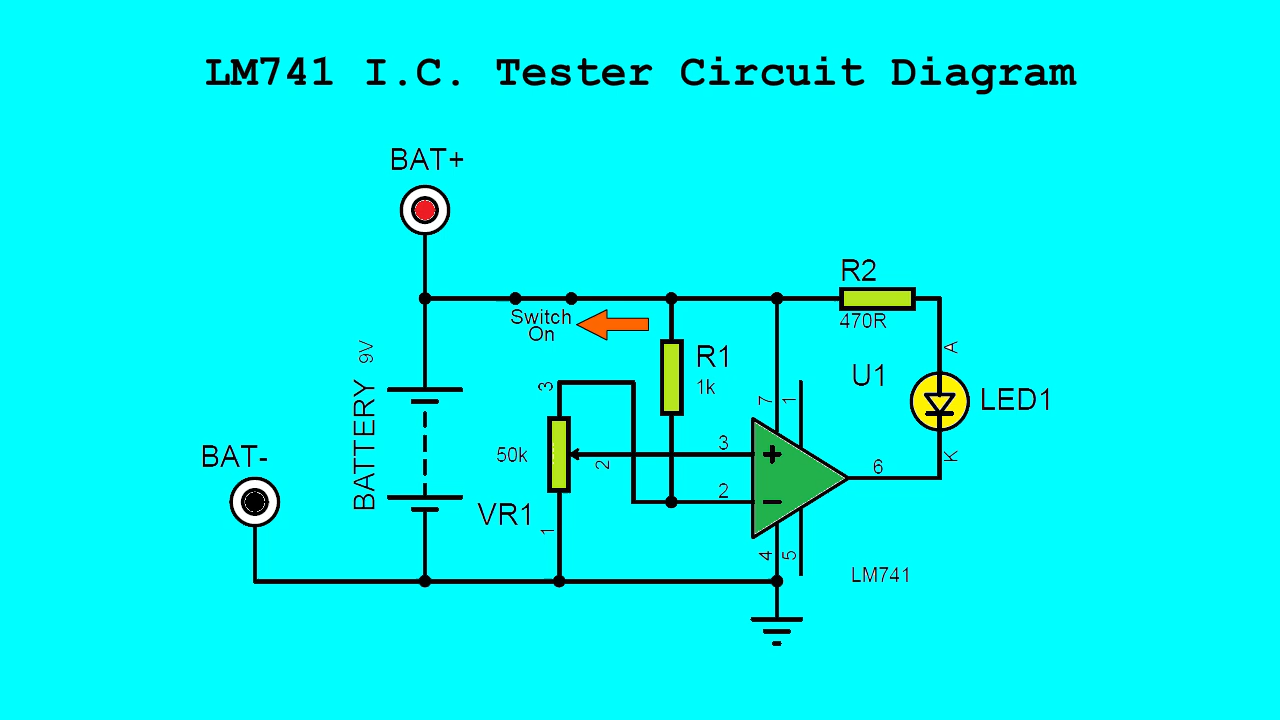 LM741 I.C. Tester Circuit Diagram
BAT+
R2
470R
Switch
On
R1
1k
A
U1
LED1
K
BATTERY 9V
BAT-
3
50k
2
VR1
1
7
1
3
2
6
4
5
LM741